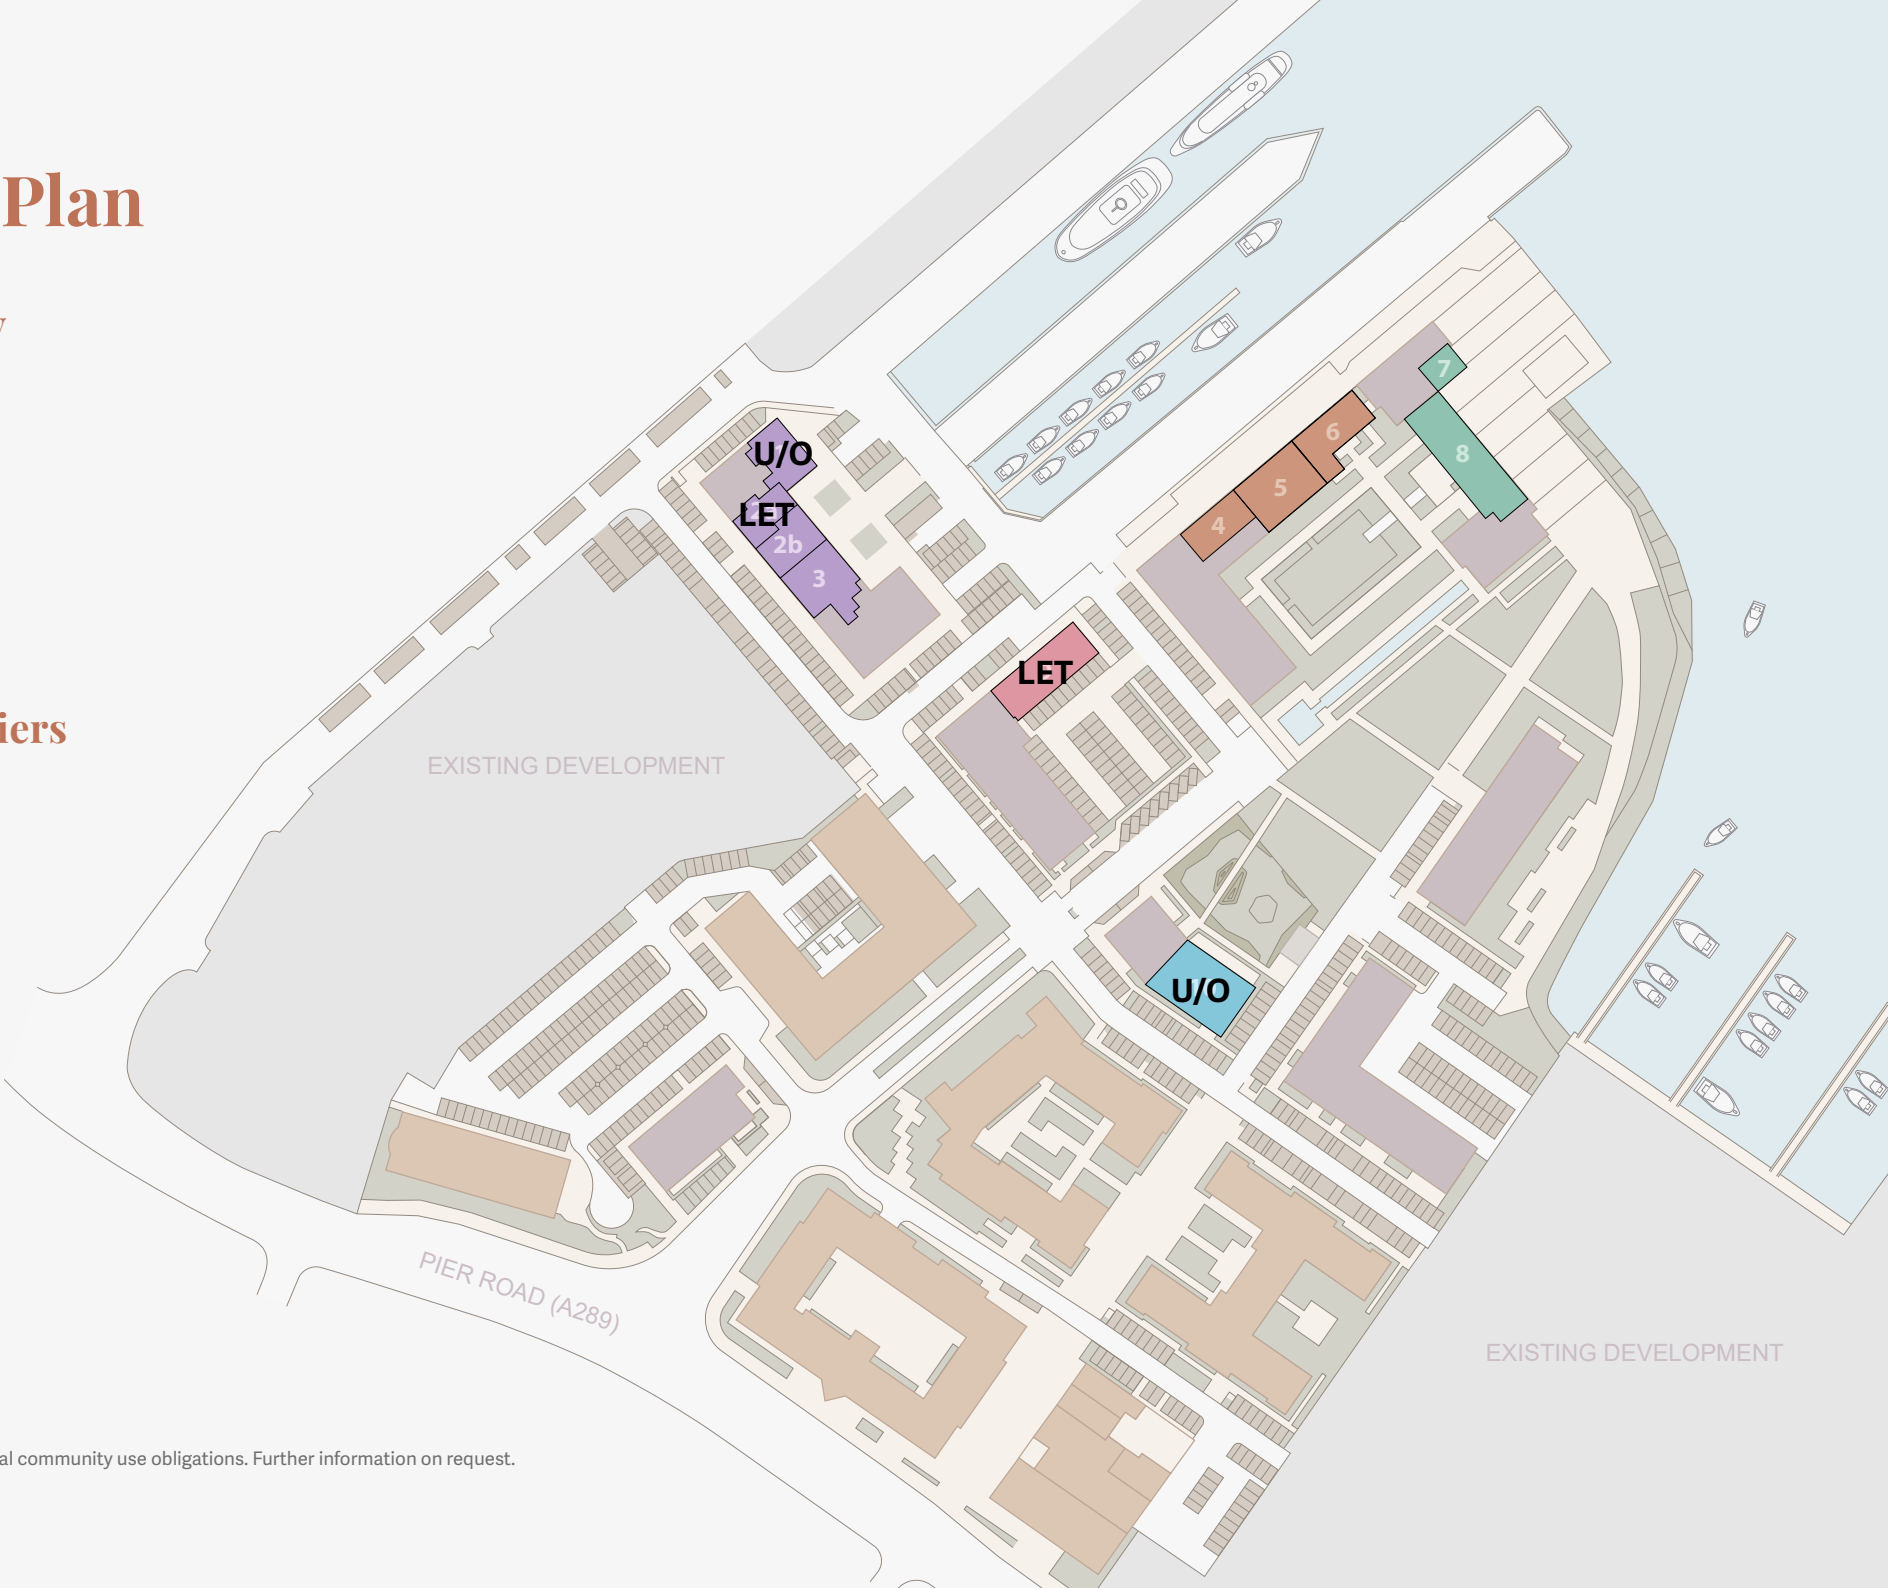 Plan
y
iers
EXISTING DEVELOPMENT
U/O
LET
2b
3
LET
4
5
6
7
8
U/O
PIER ROAD (A289)
EXISTING DEVELOPMENT
al community use obligations. Further information on request.